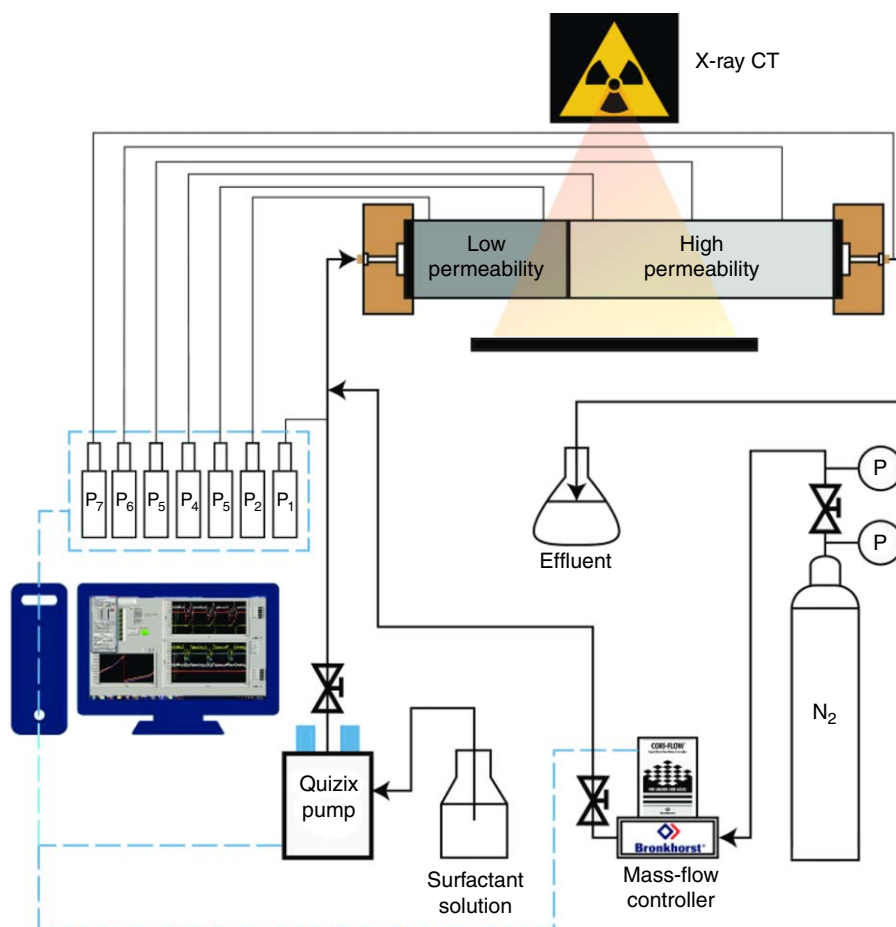 X-ray CT
Low
permeability
High
permeability
P7 P6 P5 P4 P5 P2 P1
P
P
Effluent
N2
Quizix
pump
Surfactant
solution
CORI-FLOW
Bronkhorst
Mass-flow
controller